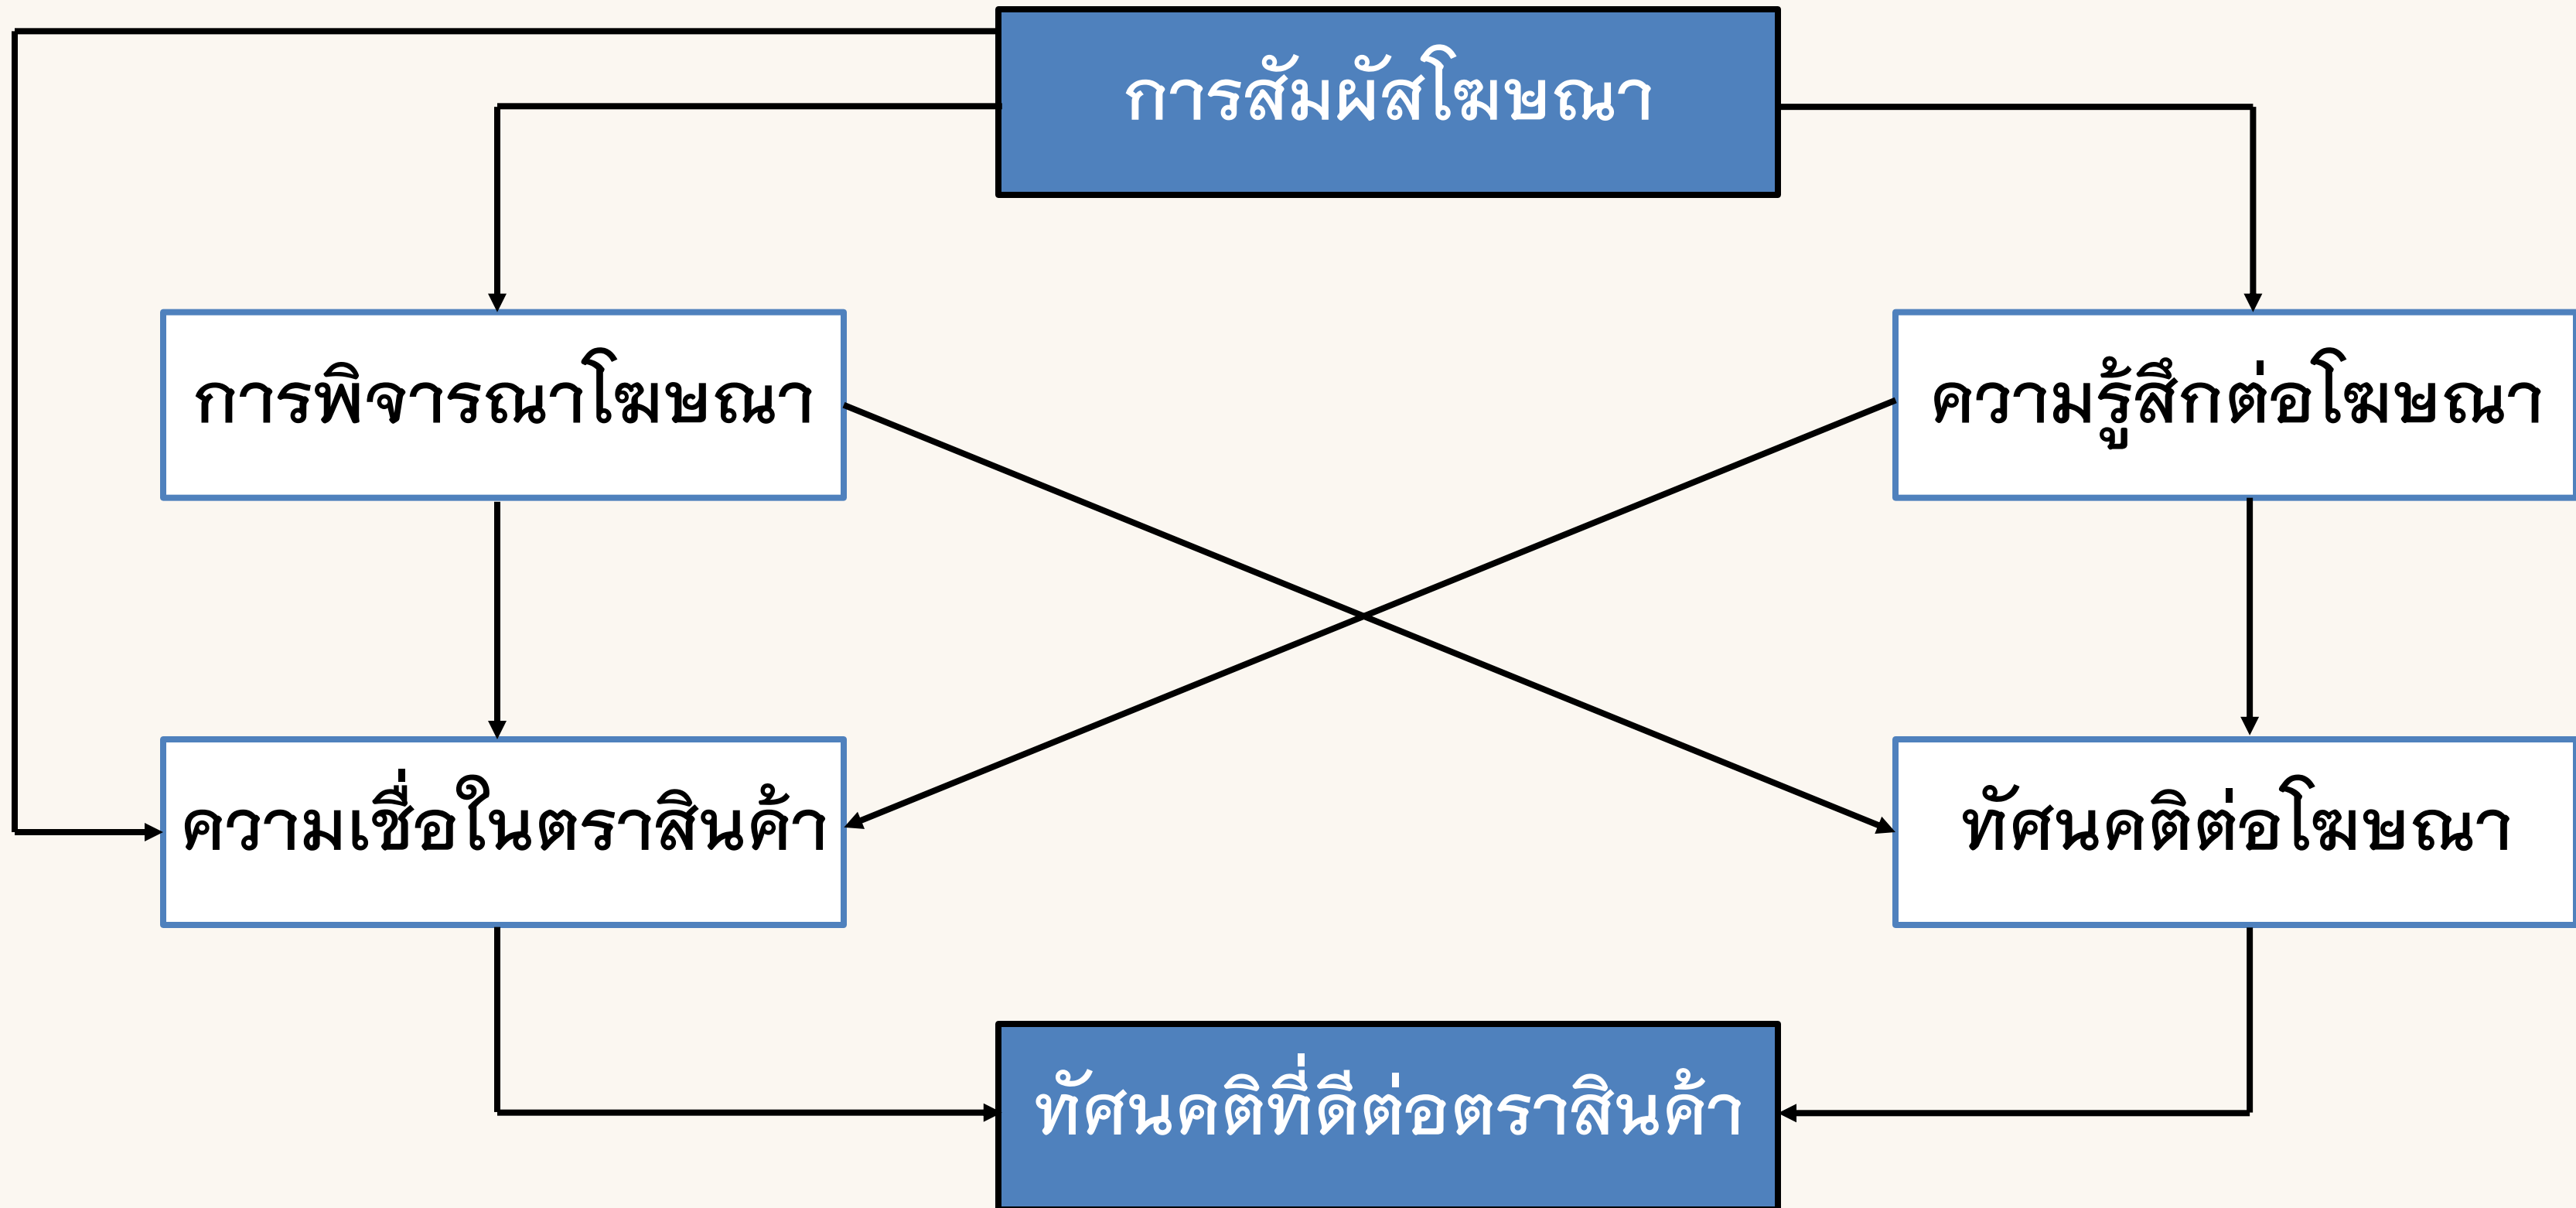 การสัมผัสโฆษณา
การพิจารณาโฆษณา
ความรู้สึกต่อโฆษณา
ความเชื่อในตราสินค้า
ทัศนคติต่อโฆษณา
ทัศนคติที่ดีต่อตราสินค้า